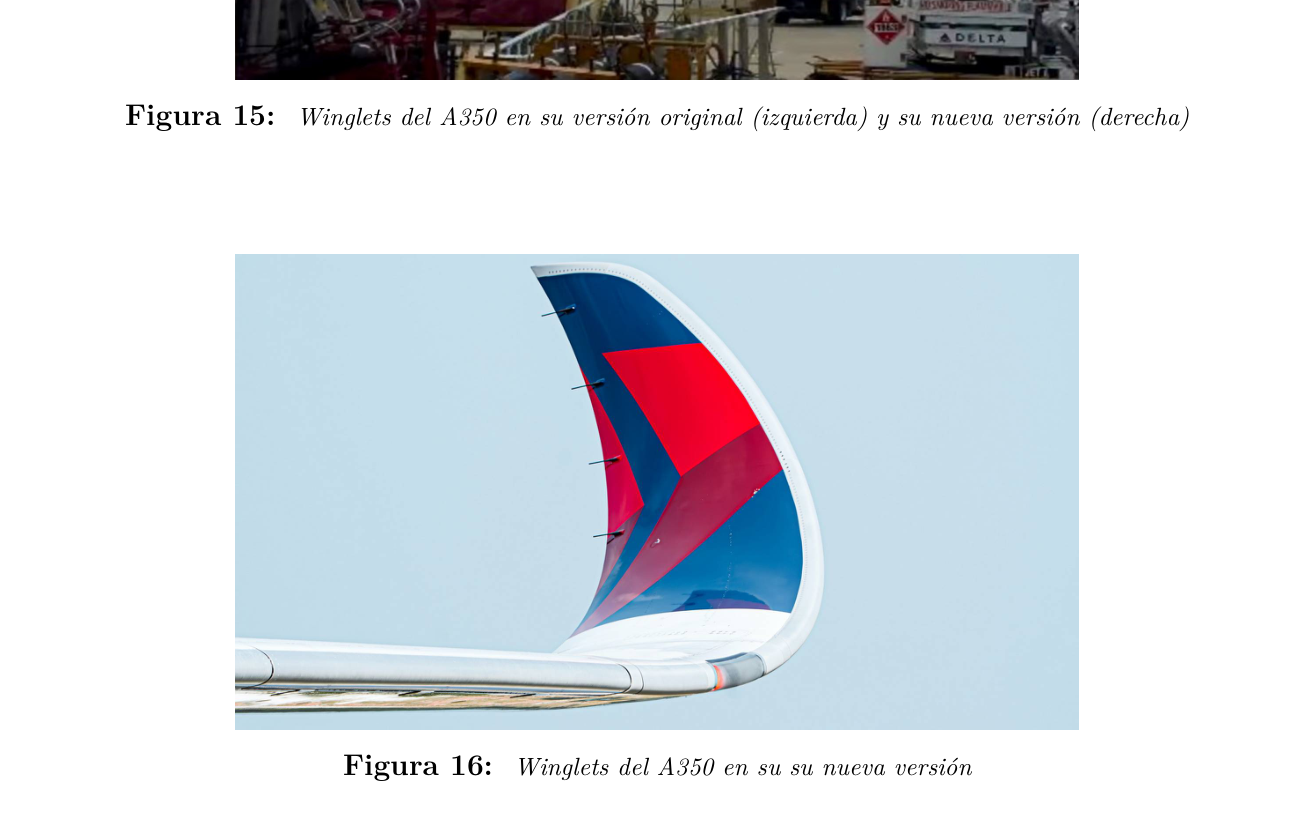 DELTA
Figura 15: Winglets del A350 en su versión original (izquierda) y su nueva versión (derecha)
Figura 16: Winglets del A350 en su su nueva versión